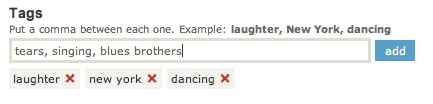 Tags
Put a comma between each one. Example: laughter, New York, dancing
tears, singing, blues brothers
add
laughter ✕ new york ✕ dancing ✕